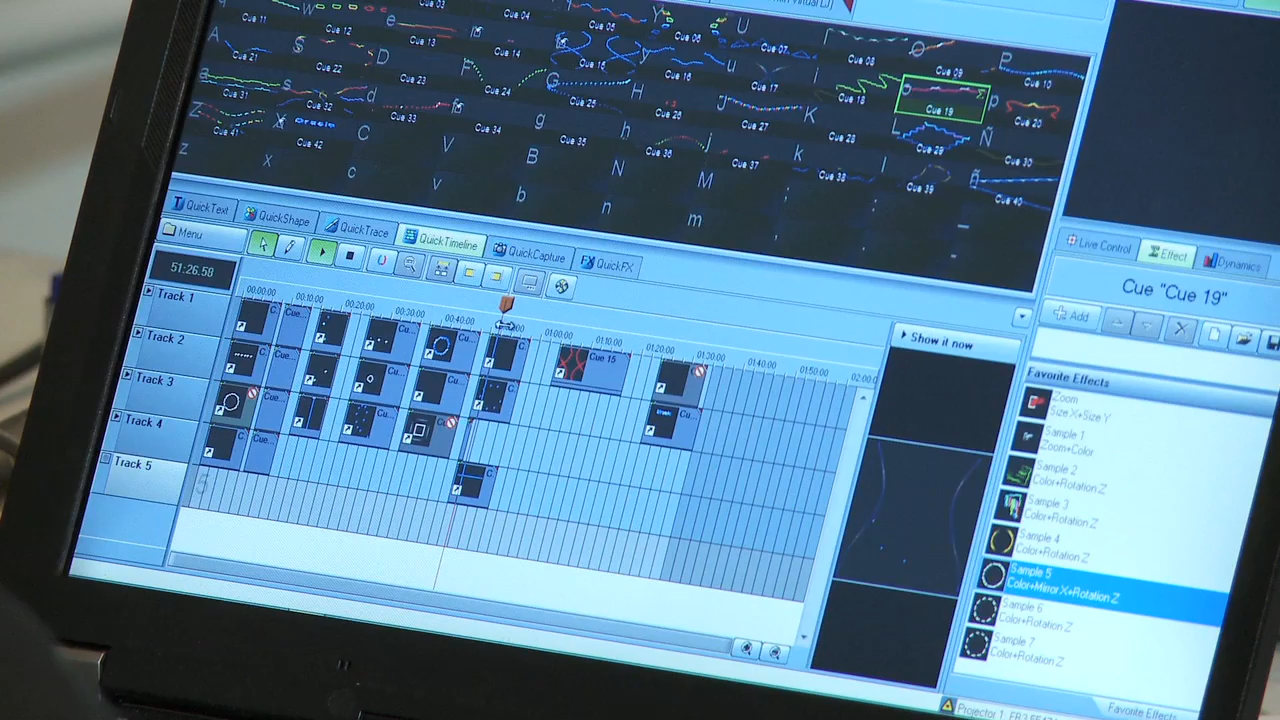 Cue 03 Cue 04 Cue 05 Cue 06 Cue 07 Cue 08 Cue 09 Cue 10
Cue 11 Cue 12 Cue 13 Cue 14 Cue 16 Cue 16 Cue 17 Cue 18 Cue 19 Cue 20
Cue 21 Cue 22 Cue 23 Cue 24 Cue 25 Cue 26 Cue 27 Cue 28 Cue 29 Cue 30
Cue 31 Cue 32 Cue 33 Cue 34 Cue 35 Cue 36 Cue 37 Cue 38 Cue 39 Cue 40
Cue 41 Cue 42
QuickText QuickShape QuickTrace QuickTimeline QuickCapture QuickFX
Menu
51:26.58
00:00:00 00:10:00 00:20:00 00:30:00 00:40:00 01:00:00 01:10:00 01:20:00 01:30:00 01:40:00 01:50:00 02:00:00
Track 1
Track 2
Track 3
Track 4
Track 5
Cue 15
Show it now
Live Control Effect Dynamics
Cue "Cue 19"
Add
Favorite Effects
Zoom
Size X+Size Y
Sample 1
Zoom+Color
Sample 2
Color+Rotation Z
Sample 3
Color+Rotation Z
Sample 4
Color+Rotation Z
Sample 5
Color+Mirror X+Rotation Z
Sample 6
Color+Rotation Z
Sample 7
Color+Rotation Z
Favorite Effects
Projector 1